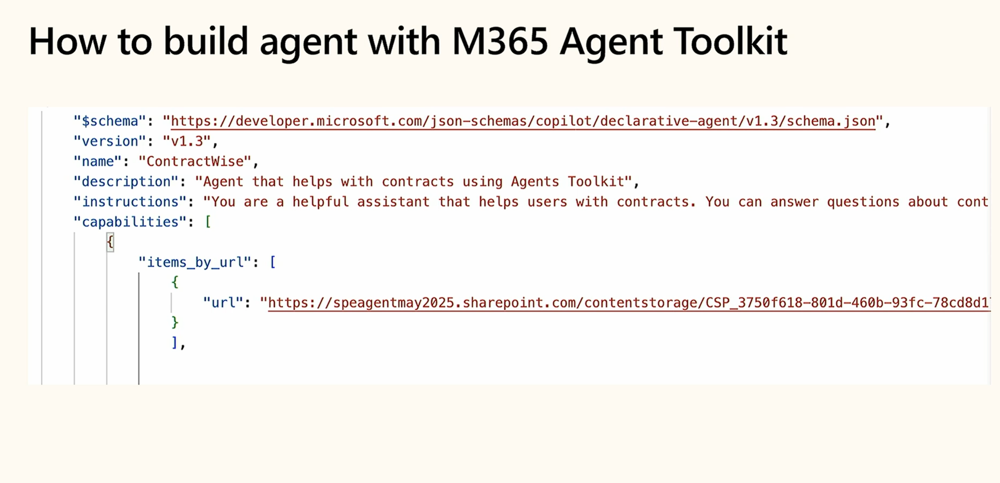 How to build agent with M365 Agent Toolkit
"$schema": "https://developer.microsoft.com/json-schemas/copilot/declarative-agent/v1.3/schema.json",
"version": "v1.3",
"name": "ContractWise",
"description": "Agent that helps with contracts using Agents Toolkit",
"instructions": "You are a helpful assistant that helps users with contracts. You can answer questions about cont
"capabilities": [
{
"items_by_url": [
{
"url": "https://speagentmay2025.sharepoint.com/contentstorage/CSP_3750f618-801d-460b-93fc-78cd8d1
}
],